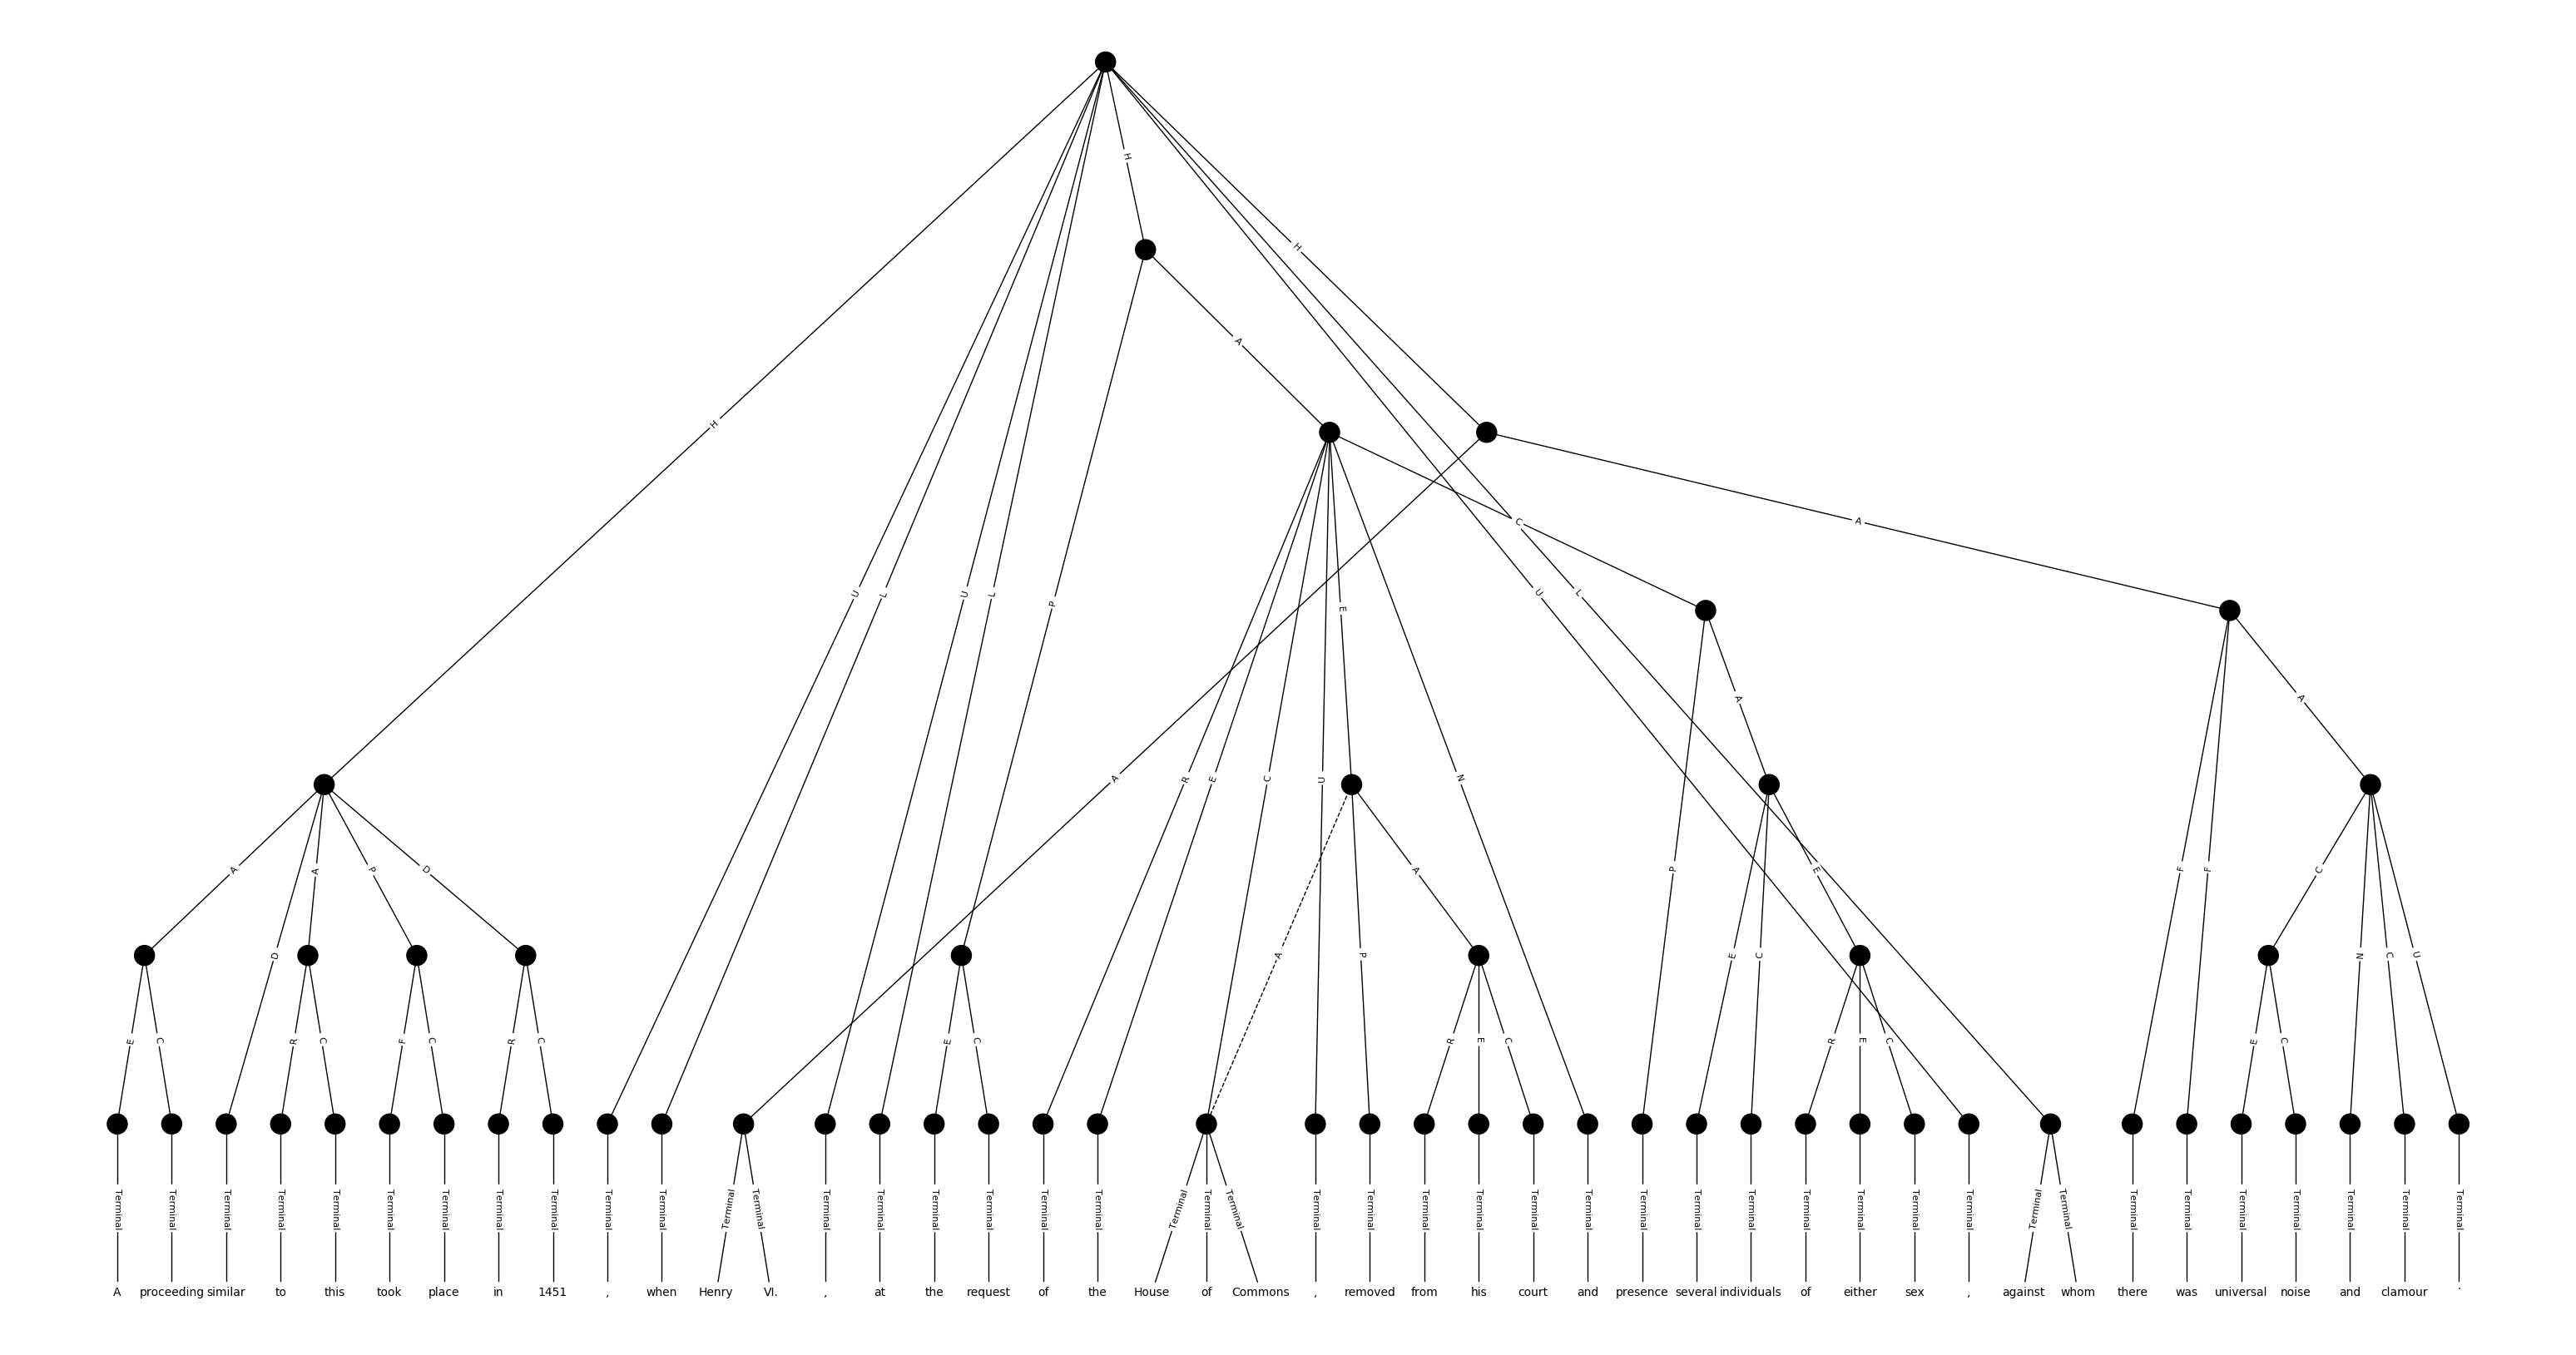 H
H
H
A
C
A
U
L
U
L
P
E
U
L
A
A
A
R
E
C
U
N
A
D
A
P
D
A
P
F
F
C
A
P
E
C
E
N
C
U
E
C
R
C
F
C
R
C
E
C
R
E
C
R
E
C
E
C
Terminal Terminal Terminal Terminal Terminal Terminal Terminal Terminal Terminal Terminal Terminal Terminal Terminal Terminal Terminal Terminal Terminal Terminal Terminal Terminal Terminal Terminal Terminal Terminal Terminal Terminal Terminal Terminal Terminal Terminal Terminal Terminal Terminal Terminal Terminal Terminal Terminal Terminal Terminal Terminal Terminal Terminal Terminal Terminal
A proceeding similar to this took place in 1451 , when Henry VI. , at the request of the House of Commons , removed from his court and presence several individuals of either sex , against whom there was universal noise and clamour .